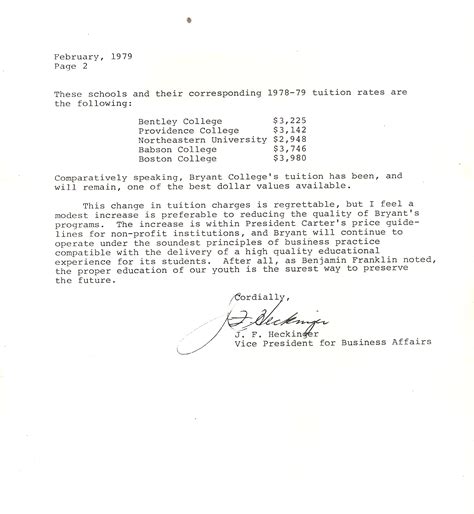 February, 1979
Page 2
These schools and their corresponding 1978-79 tuition rates are
the following:
Bentley College $3,225
Providence College $3,142
Northeastern University $2,948
Babson College $3,746
Boston College $3,980
Comparatively speaking, Bryant College's tuition has been, and
will remain, one of the best dollar values available.
This change in tuition charges is regrettable, but I feel a
modest increase is preferable to reducing the quality of Bryant's
programs. The increase is within President Carter's price guide-
lines for non-profit institutions, and Bryant will continue to
operate under the soundest principles of business practice
compatible with the delivery of a high quality educational
experience for its students. After all, as Benjamin Franklin noted,
the proper education of our youth is the surest way to preserve
the future.
Cordially,
J F Heckinger
J. F. Heckinger
Vice President for Business Affairs